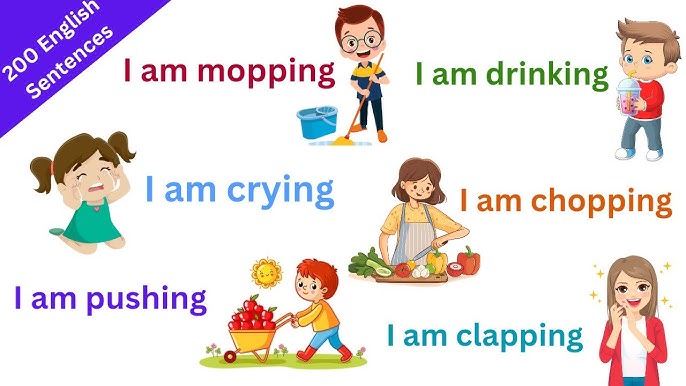 200 English
Sentences
I am mopping
I am drinking
I am crying
I am chopping
I am pushing
I am clapping